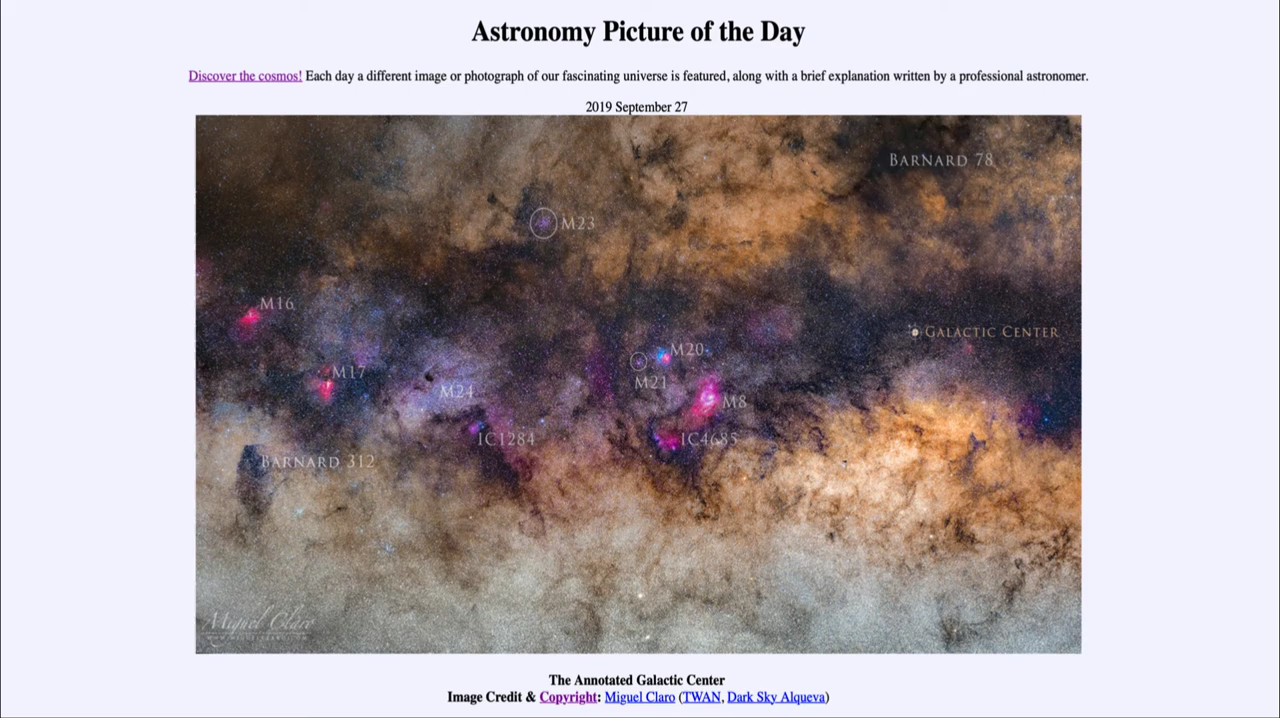 Astronomy Picture of the Day
Discover the cosmos! Each day a different image or photograph of our fascinating universe is featured, along with a brief explanation written by a professional astronomer.
2019 September 27
BARNARD 78
M23
M16
GALACTIC CENTER
M20
M17
M21
M24
M8
IC1284
IC4685
BARNARD 312
Miguel Claro
The Annotated Galactic Center
Image Credit & Copyright: Miguel Claro (TWAN, Dark Sky Alqueva)